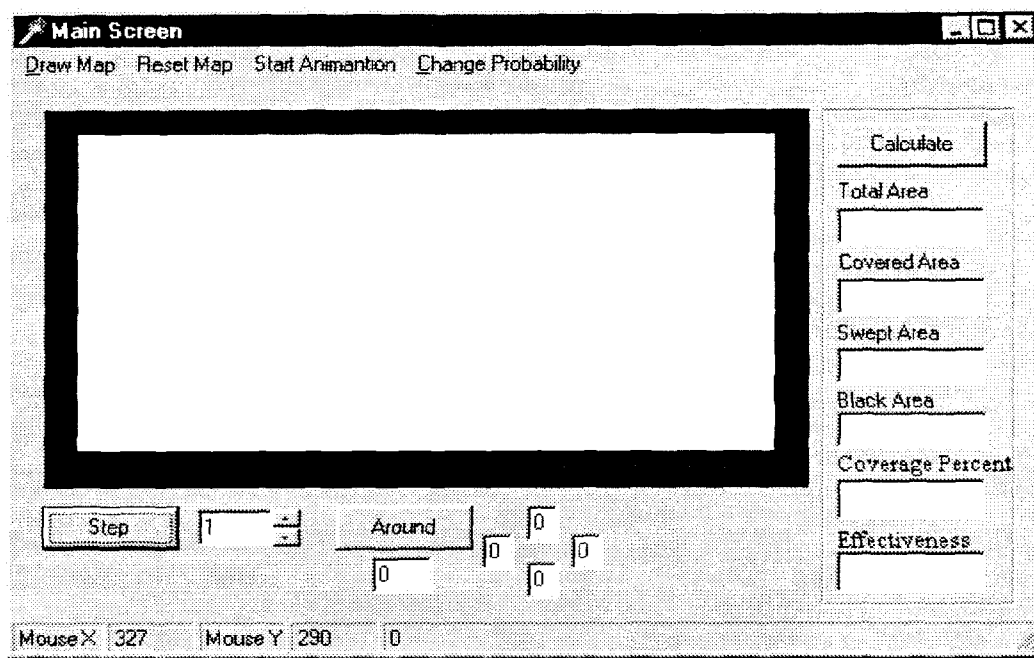 Main Screen
Draw Map Reset Map Start Animantion Change Probability
Calculate
Total Area
Covered Area
Swept Area
Black Area
Coverage Percent
Effectiveness
Step 1 Around 0 0 0 0
0
Mouse X 327 Mouse Y 290 0